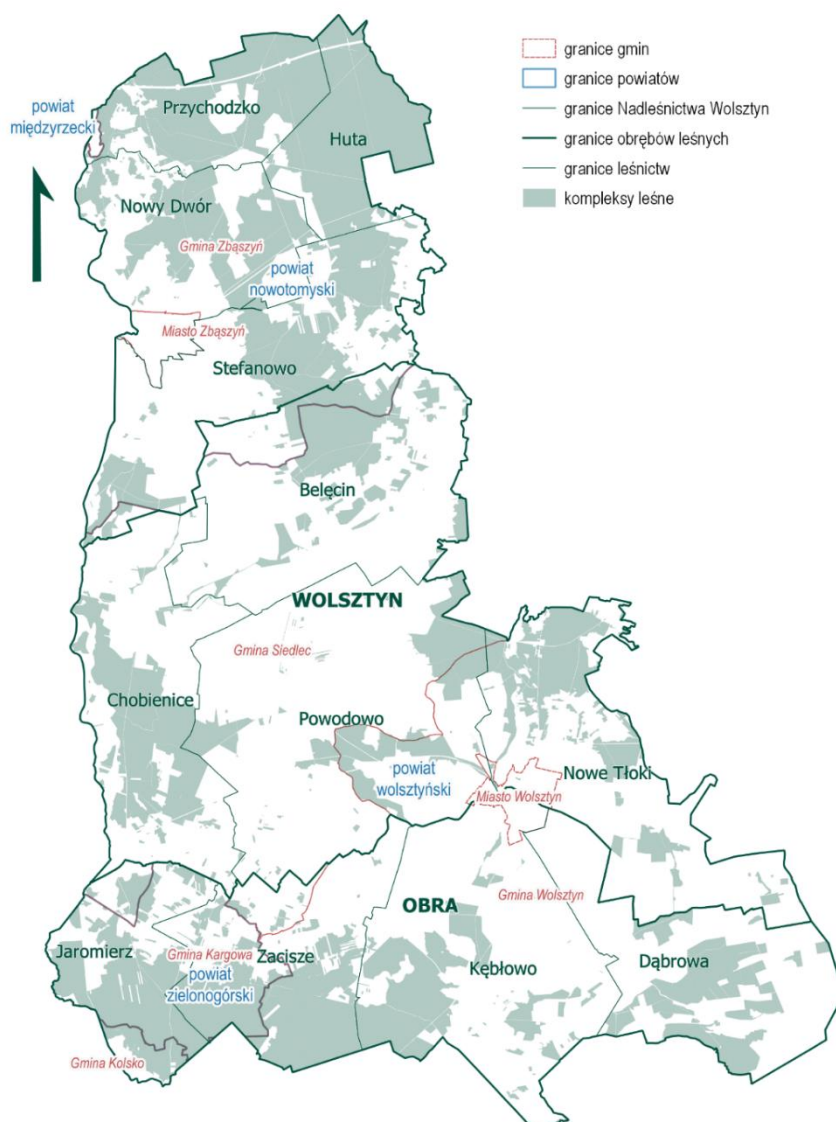 granice gmin
granice powiatów
granice Nadleśnictwa Wolsztyn
granice obrębów leśnych
granice leśnictw
kompleksy leśne
powiat
międzyrzecki
Przychodzko
Huta
Nowy Dwór
Gmina Zbąszyń
powiat
nowotomyski
Miasto Zbąszyń
Stefanowo
Belęcin
WOLSZTYN
Gmina Siedlec
Chobienice
Powodowo
powiat
wolsztyński
Nowe Tłoki
Miasto Wolsztyn
Gmina Wolsztyn
OBRA
Jaromierz
Gmina Kargowa
Zacisze
powiat
zielonogórski
Kębłowo
Dąbrowa
Gmina Kolsko